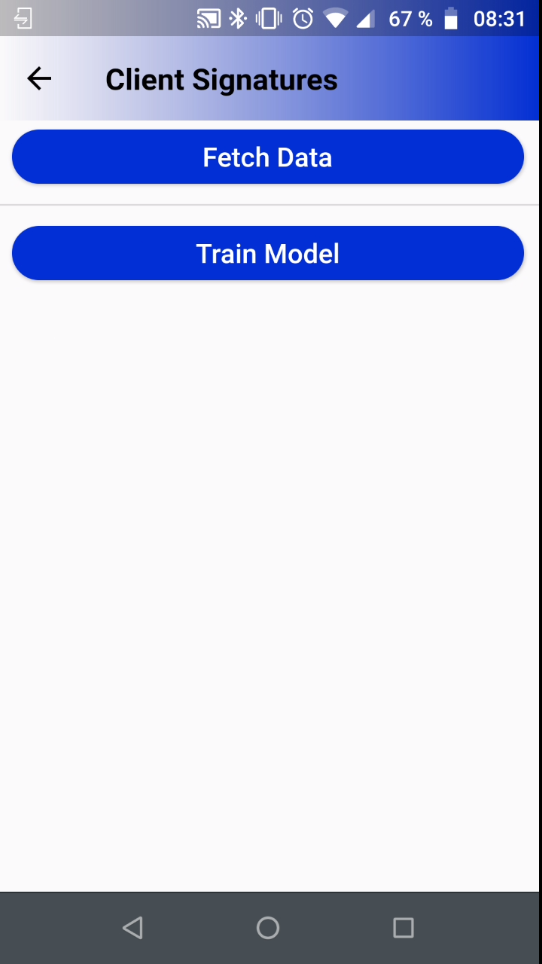 67 % 08:31
Client Signatures
Fetch Data
Train Model